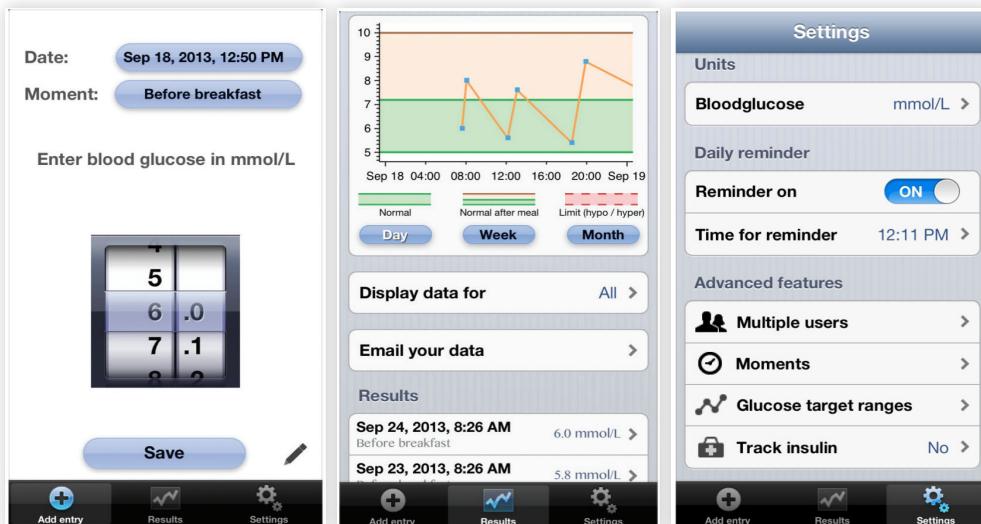 Date: Sep 18, 2013, 12:50 PM
Moment: Before breakfast
Enter blood glucose in mmol/L
4
5
6 .0
7 .1
8 .2
Save
Add entry Results Settings
10
9
8
7
6
5
Sep 18 04:00 08:00 12:00 16:00 20:00 Sep 19
Normal Normal after meal Limit (hypo / hyper)
Day Week Month
Display data for All
Email your data
Results
Sep 24, 2013, 8:26 AM
Before breakfast
6.0 mmol/L
Sep 23, 2013, 8:26 AM
5.8 mmol/L
Add entry Results Settings
Settings
Units
Bloodglucose mmol/L
Daily reminder
Reminder on ON
Time for reminder 12:11 PM
Advanced features
Multiple users
Moments
Glucose target ranges
Track insulin No
Add entry Results Settings